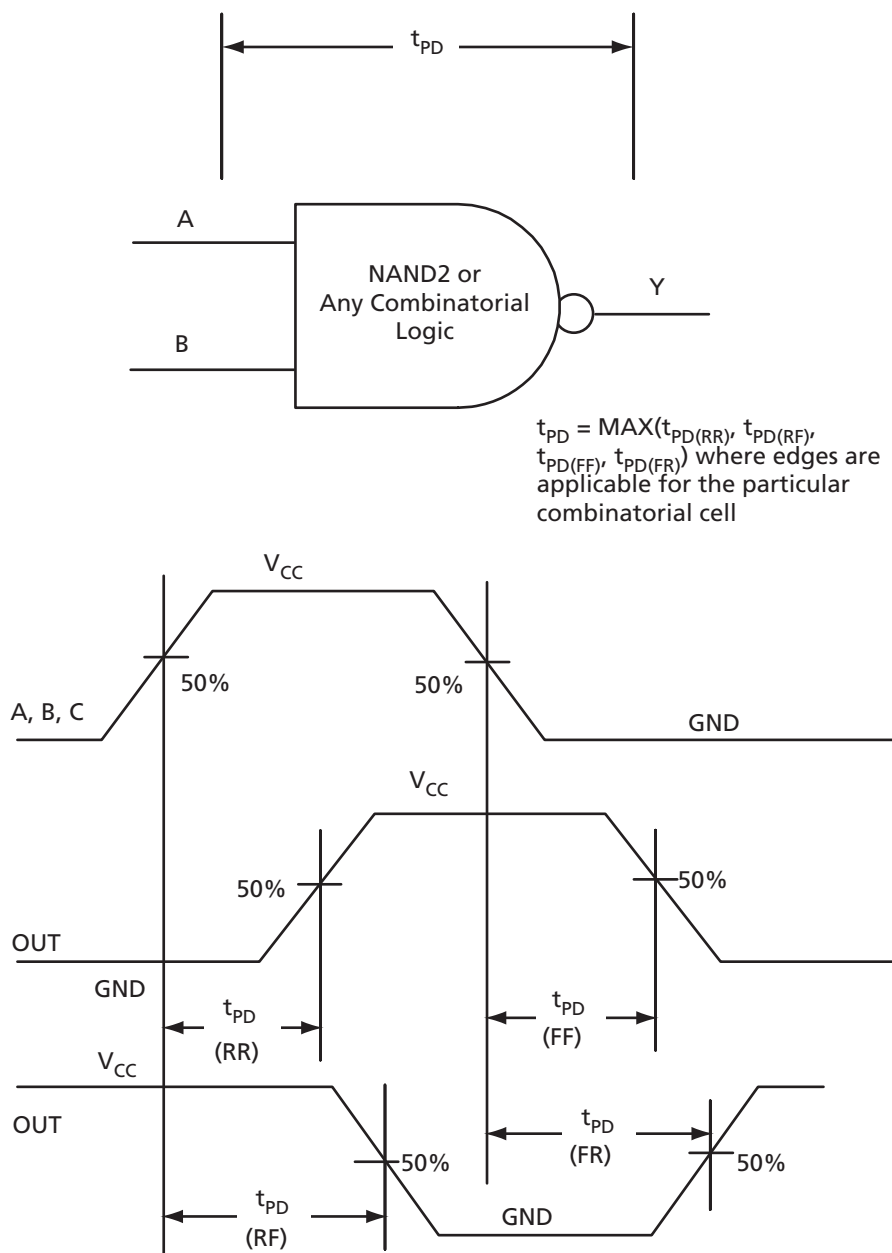 tPD
A
NAND2 or
Any Combinatorial
Logic
Y
B
tPD = MAX(tPD(RR), tPD(RF),
tPD(FF), tPD(FR)) where edges are
applicable for the particular
combinatorial cell
VCC
50%
50%
A, B, C
GND
VCC
50%
50%
OUT
GND
tPD
(RR)
tPD
(FF)
VCC
OUT
tPD
(FR)
50%
50%
tPD
(RF)
GND